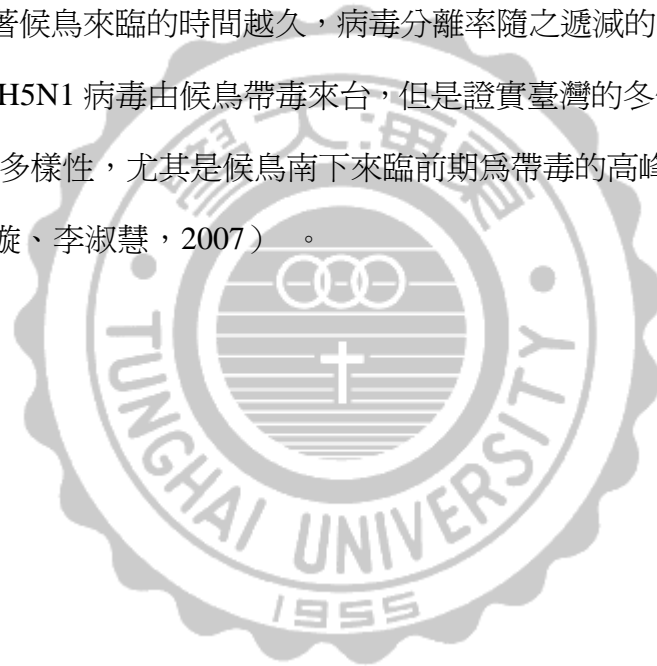 著候鳥來臨的時間越久，病毒分離率隨之遞減的
H5N1 病毒由候鳥帶毒來台，但是證實臺灣的冬
多樣性，尤其是候鳥南下來臨前期為帶毒的高峰
漩、李淑慧，2007） 。
TUNGHAI UNIVERSITY
1955